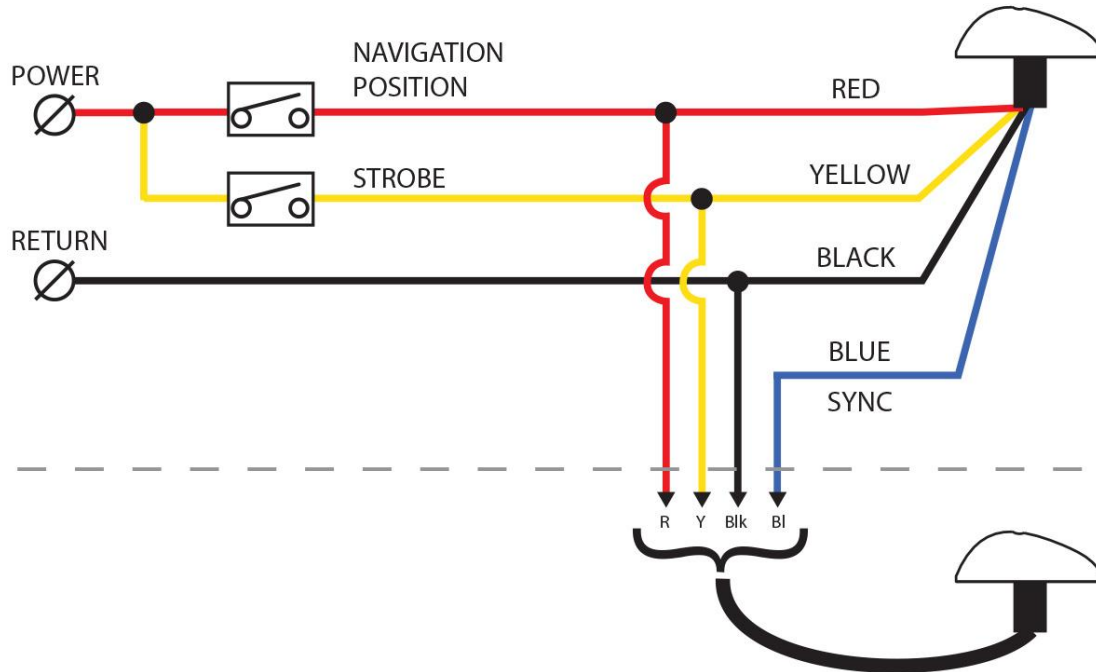 NAVIGATION
POSITION
POWER
RED
STROBE
YELLOW
RETURN
BLACK
BLUE
SYNC
R Y Blk Bl